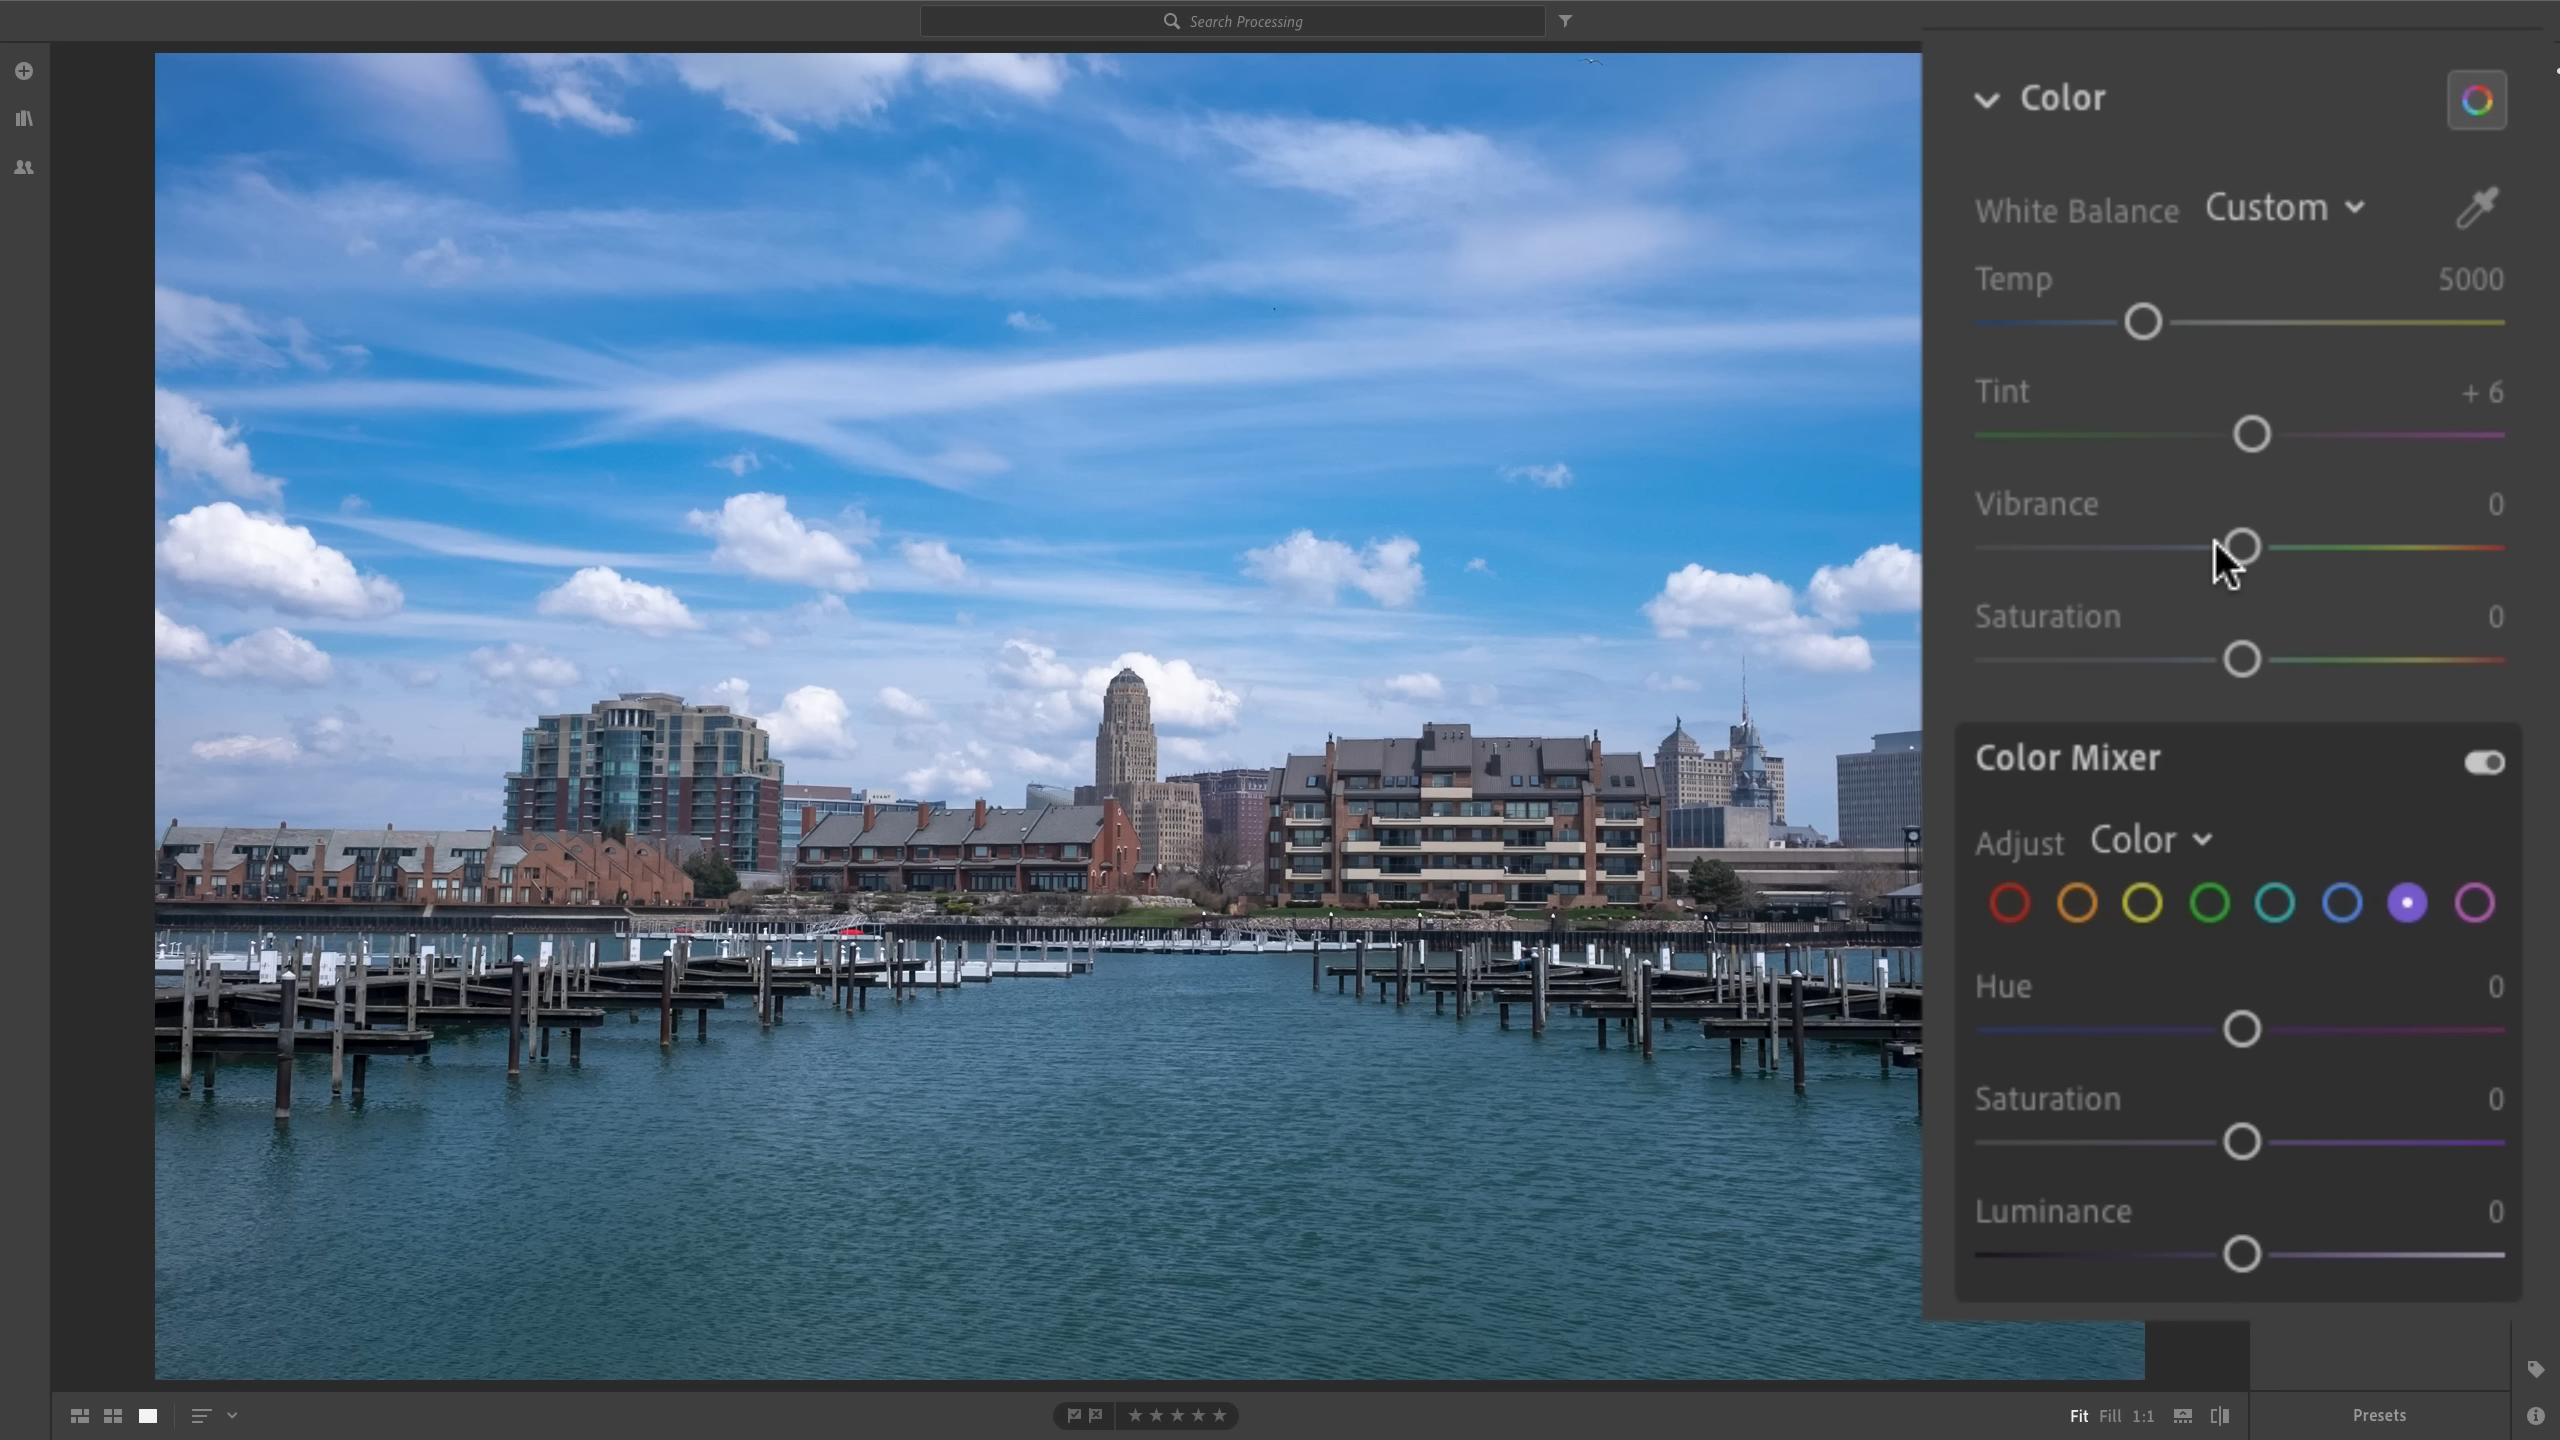 Search Processing
Color
White Balance Custom
Temp 5000
Tint + 6
Vibrance 0
Saturation 0
Color Mixer
Adjust Color
Hue 0
Saturation 0
Luminance 0
Fit Fill 1:1
Presets